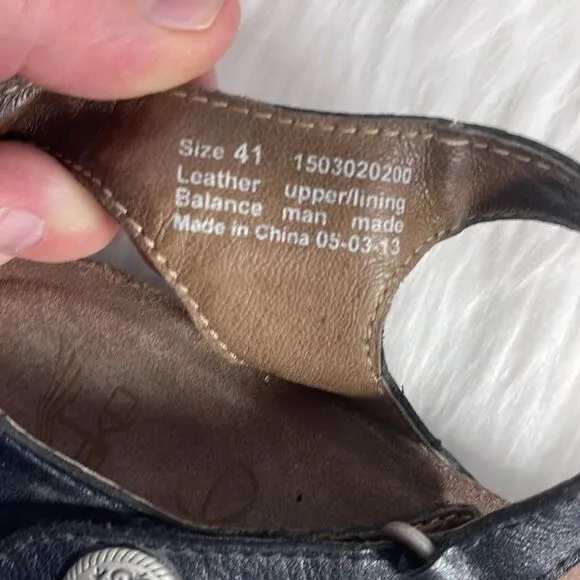 Size 41 1503020200
Leather upper/lining
Balance man made
Made in China 05-03-13